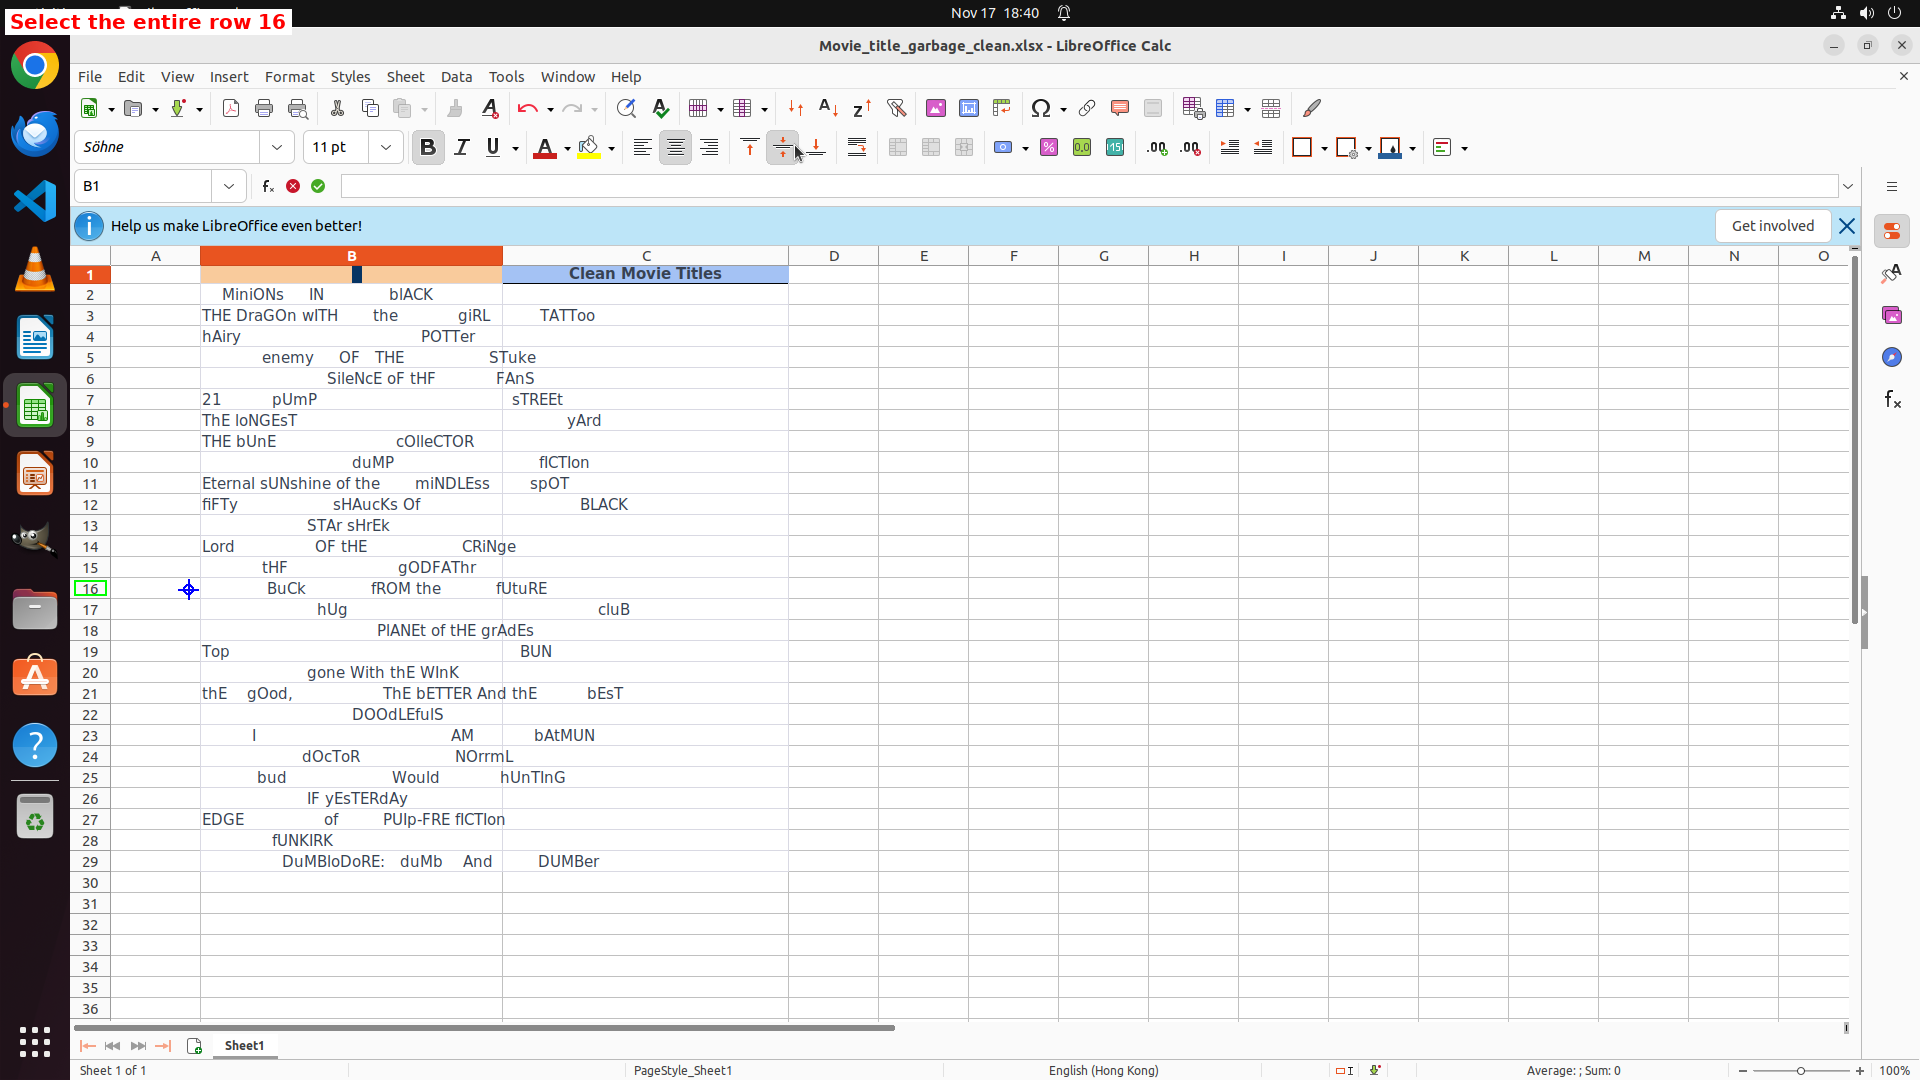 Select the entire row 16
Nov 17 18:40
Movie_title_garbage_clean.xlsx - LibreOffice Calc
File Edit View Insert Format Styles Sheet Data Tools Window Help
Söhne 11 pt
B1
Help us make LibreOffice even better! Get involved
A B C D E F G H I J K L M N O
1 Clean Movie Titles
2 MiniONs IN blACK
3 THE DraGOn wITH the giRL TATToo
4 hAiry POTTer
5 enemy OF THE STuke
6 SileNcE oF tHF FAnS
7 21 pUmP sTREEt
8 ThE loNGEsT yArd
9 THE bUnE cOlleCTOR
10 duMP fICTIon
11 Eternal sUNshine of the miNDLEss spOT
12 fiFTy sHAucKs Of BLACK
13 STAr sHrEk
14 Lord OF tHE CRiNge
15 tHF gODFAThr
16 BuCk fROM the fUtuRE
17 hUg cluB
18 PlANEt of tHE grAdEs
19 Top BUN
20 gone With thE WInK
21 thE gOod, ThE bETTER And thE bEsT
22 DOOdLEfulS
23 I AM bAtMUN
24 dOcToR NOrrmL
25 bud Would hUnTInG
26 IF yEsTERdAy
27 EDGE of PUlp-FRE fICTIon
28 fUNKIRK
29 DuMBloDoRE: duMb And DUMBer
30
31
32
33
34
35
36
Sheet1
Sheet 1 of 1 PageStyle_Sheet1 English (Hong Kong) Average: ; Sum: 0 100%